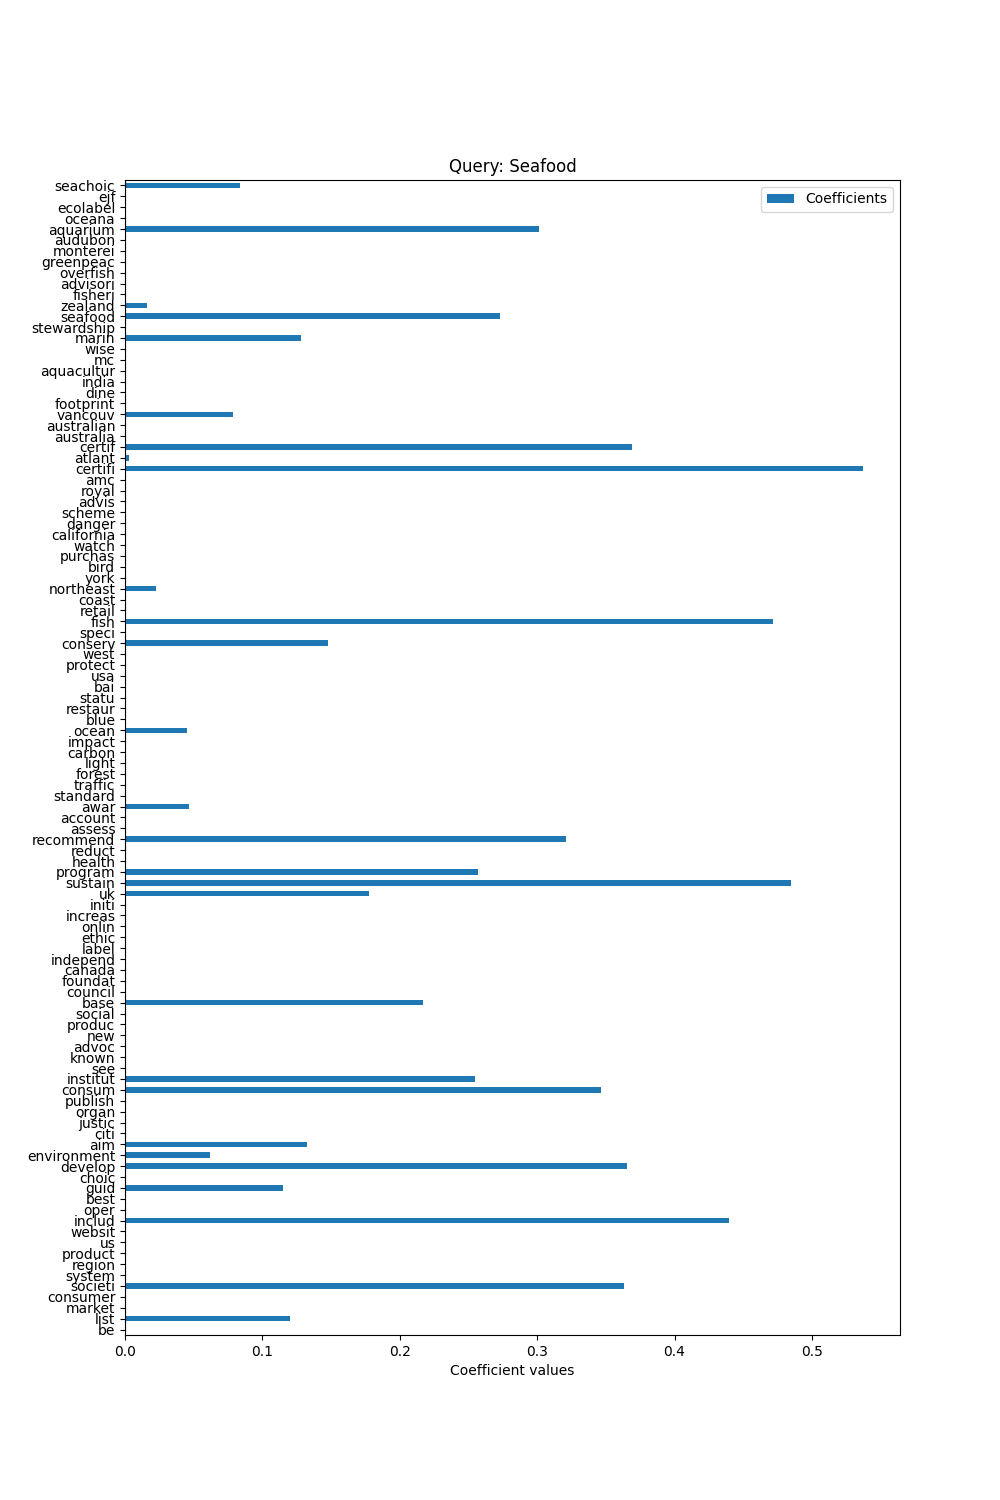 Query: Seafood
Coefficients
seachoic
ejf
ecolabel
oceana
aquarium
audubon
monterei
greenpeac
overfish
advisori
fisheri
zealand
seafood
stewardship
marin
wise
mc
aquacultur
india
dine
footprint
vancouv
australian
australia
certif
atlant
certifi
amc
royal
advis
scheme
danger
california
watch
purchas
bird
york
northeast
coast
retail
fish
speci
conserv
west
protect
usa
bai
statu
restaur
blue
ocean
impact
carbon
light
forest
traffic
standard
awar
account
assess
recommend
reduct
health
program
sustain
uk
initi
increas
onlin
ethic
label
independ
canada
foundat
council
base
social
produc
new
advoc
known
see
institut
consum
publish
organ
justic
citi
aim
environment
develop
choic
guid
best
oper
includ
websit
us
product
region
system
societi
consumer
market
list
be
0.0 0.1 0.2 0.3 0.4 0.5
Coefficient values